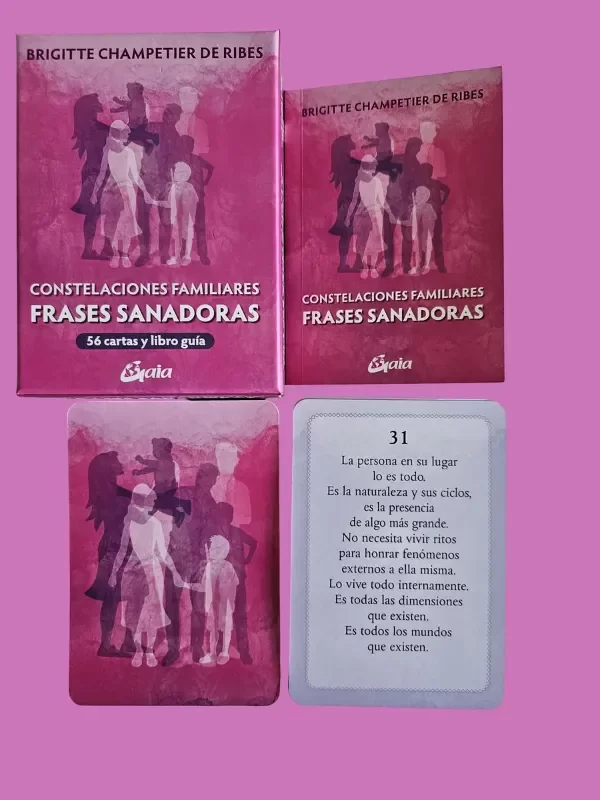 BRIGITTE CHAMPETIER DE RIBES
CONSTELACIONES FAMILIARES
FRASES SANADORAS
56 cartas y libro guía
Gaia
BRIGITTE CHAMPETIER DE RIBES
CONSTELACIONES FAMILIARES
FRASES SANADORAS
Gaia
31
La persona en su lugar
lo es todo.
Es la naturaleza y sus ciclos,
es la presencia
de algo más grande.
No necesita vivir ritos
para honrar fenómenos
externos a ella misma.
Lo vive todo internamente.
Es todas las dimensiones
que existen.
Es todos los mundos
que existen.